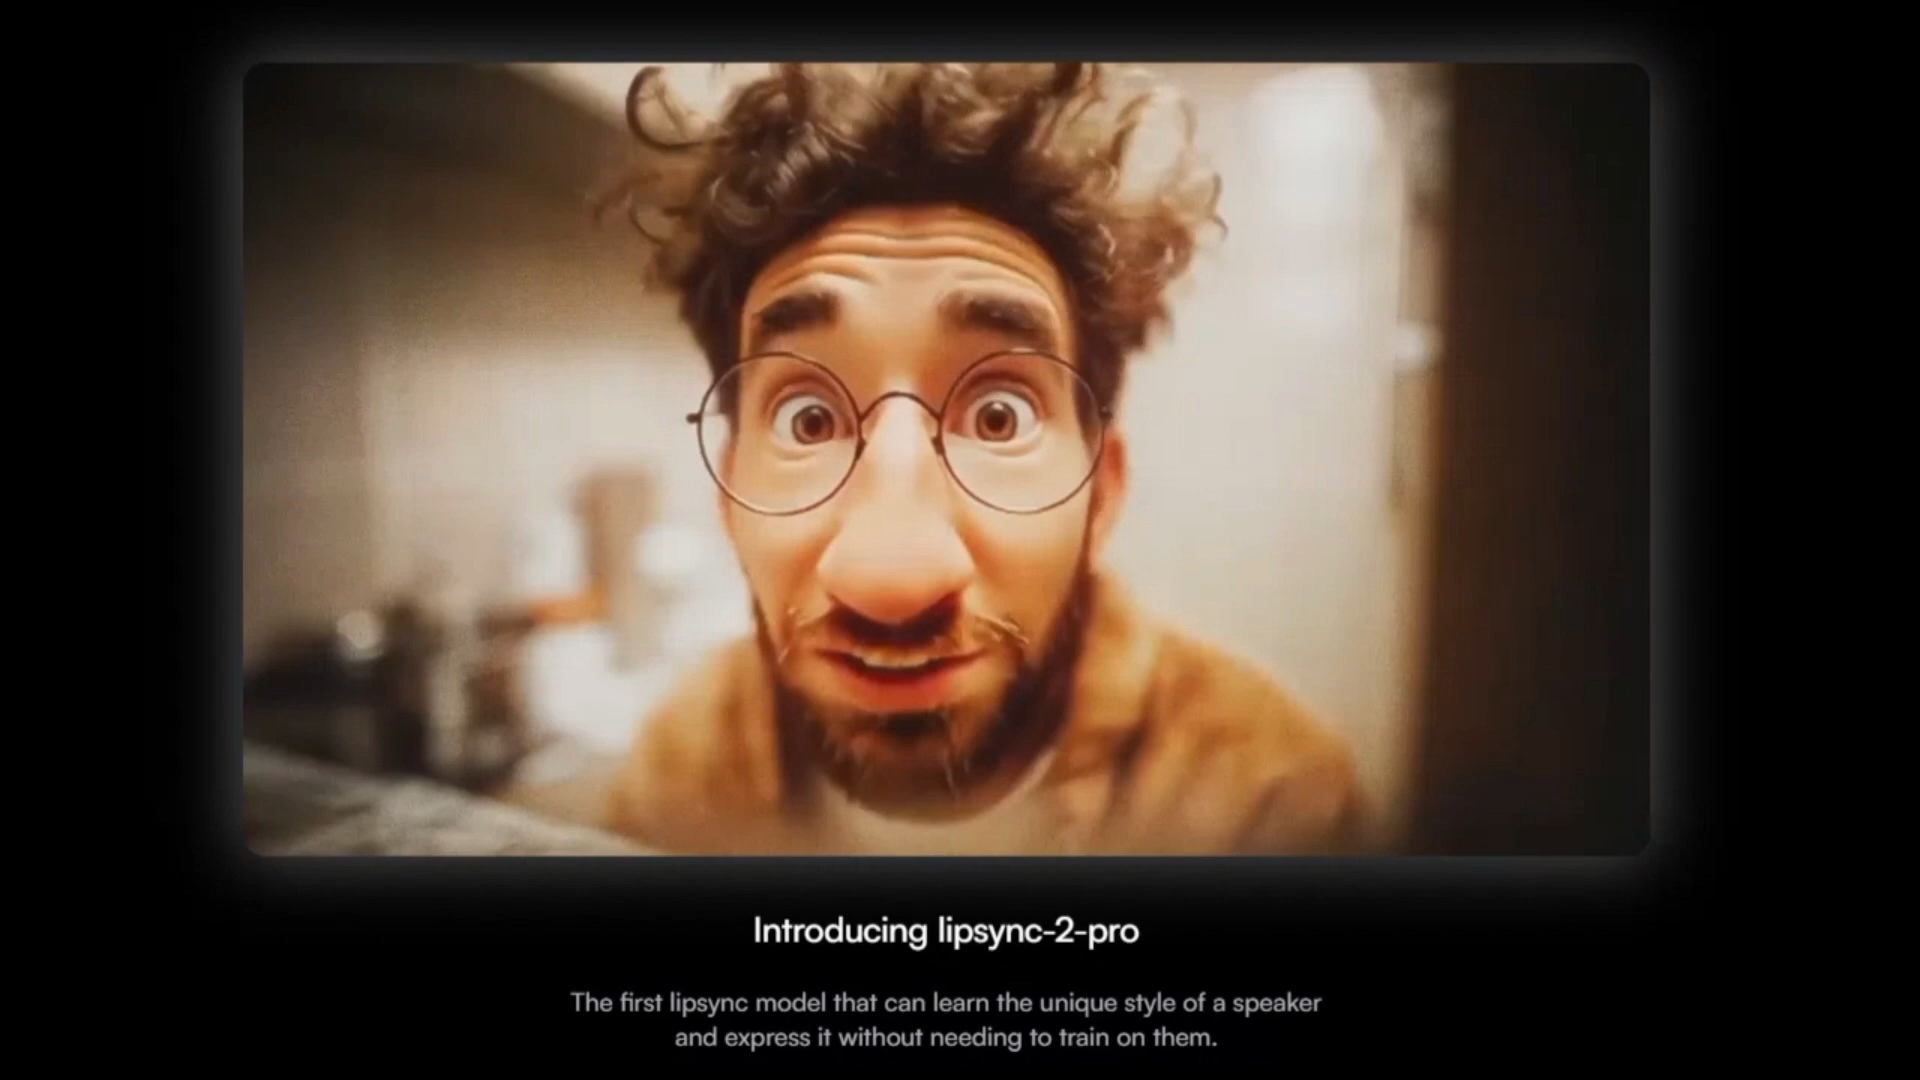 Introducing lipsync-2-pro
The first lipsync model that can learn the unique style of a speaker
and express it without needing to train on them.